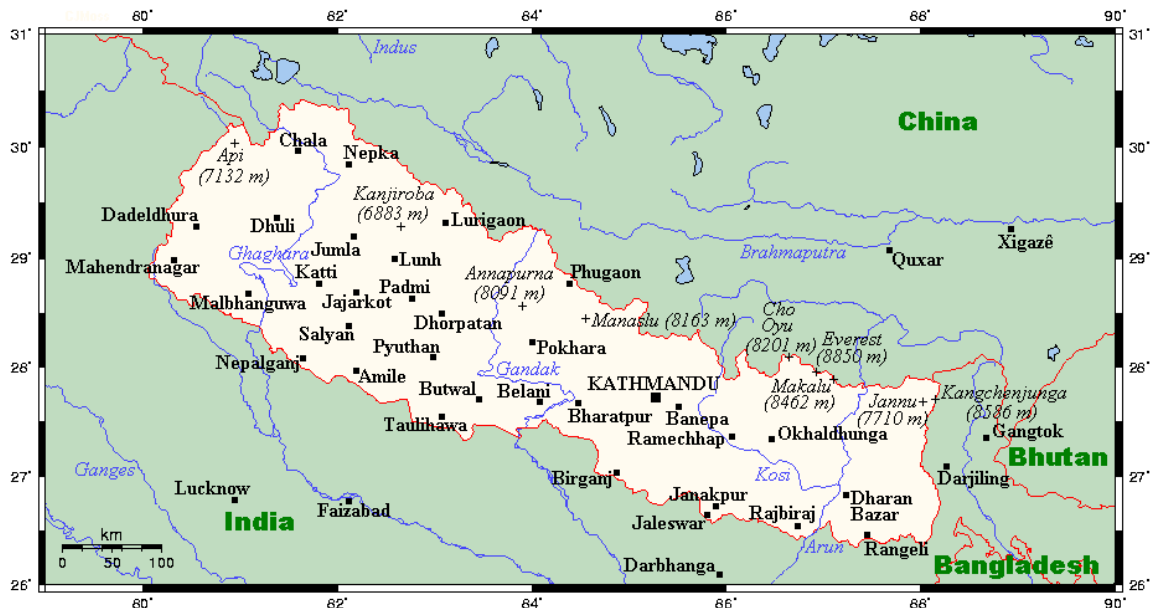 80° 82° 84° 86° 88° 90°
31° 31°
Indus
China
30° 30°
Chala
Api
(7132 m)
Nepka
Kanjiroba
(6883 m)
Dadeldhura
Dhuli
Lurigaon
Xigazê
Jumla
Ghaghara
Brahmaputra
Quxar
29° 29°
Mahendranagar
Lunh
Katti
Annapurna
(8091 m)
Phugaon
Padmi
Malbhanguwa
Jajarkot
Cho
Oyu
(8201 m)
Dhorpatan
Manaslu (8163 m)
Salyan
Everest
(8850 m)
Pyuthan
Pokhara
28° 28°
Nepalganj
Amile
Gandak
Butwal
Belani
KATHMANDU
Makalu
(8462 m)
Jannu
(7710 m)
Kangchenjunga
(8586 m)
Taulihawa
Bharatpur
Banepa
Ramechhap
Okhaldhunga
Gangtok
Bhutan
27° 27°
Ganges
Birganj
Kosi
Darjiling
Lucknow
Faizabad
India
Janakpur
Jaleswar
Rajbiraj
Dharan
Bazar
km
0 20 40 60 100
Arun
Rangeli
Darbhanga
Bangladesh
26° 26°
80° 82° 84° 86° 88° 90°